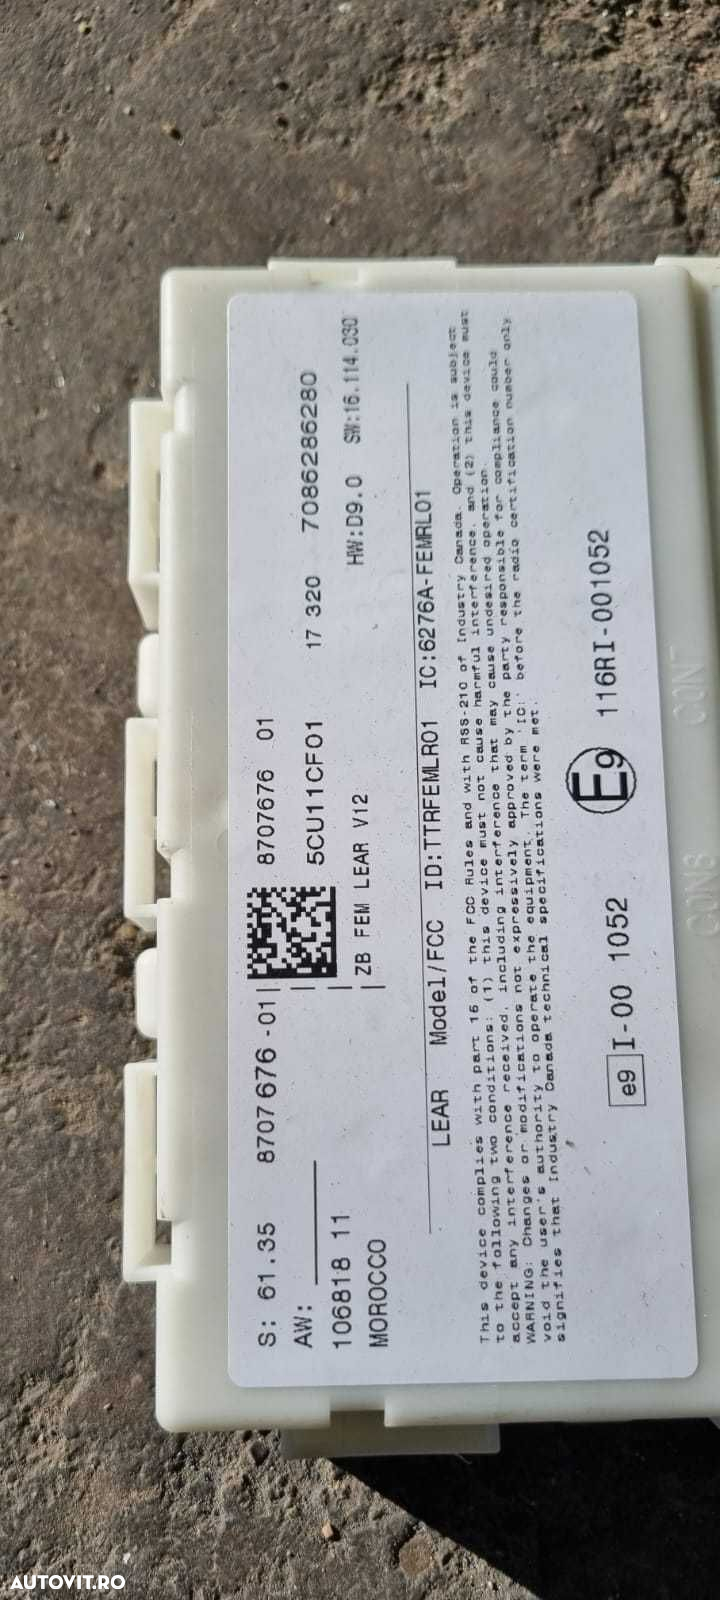 S: 61.35 8707676-01 8707676 01
AW: 5CU11CF01 17 320 7086286280
106818 11
ZB FEM LEAR V12 HW:D9.0 SW:16.114.030
MOROCCO
LEAR Model/FCC ID:TTRFEMLR01 IC:6276A-FEMRL01
This device complies with part 16 of the FCC Rules and with RSS-210 of Industry Canada. Operation is subject
to the following two conditions: (1) this device must not cause harmful interference, and (2) this device must
accept any interference received, including interference that may cause undesired operation.
WARNING: Changes or modifications not expressively approved by the party responsible for compliance could
void the user's authority to operate the equipment. The term 'IC:' before the radio certification number only
signifies that Industry Canada technical specifications were met.
e9 I-00 1052 E9 116RI-001052
CON6 CON7
AUTOVIT.RO